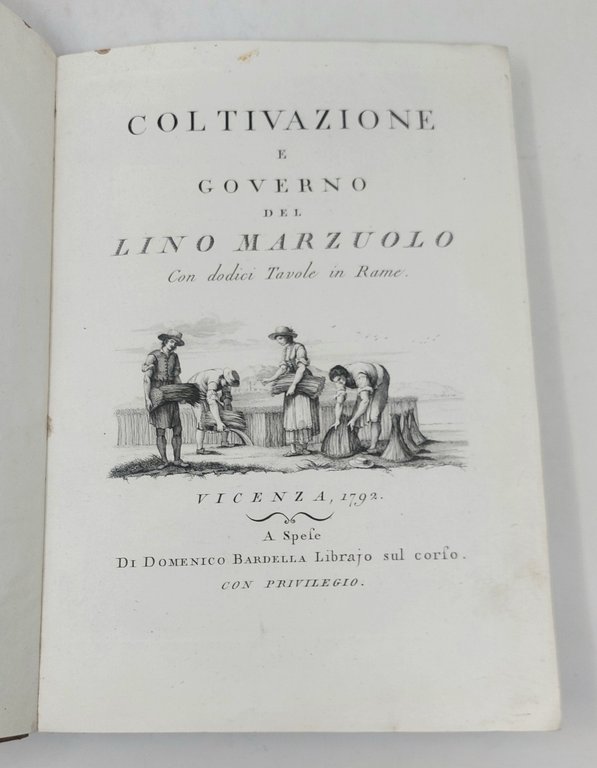 COLTIVAZIONE
E
GOVERNO
DEL
LINO MARZUOLO
Con dodici Tavole in Rame.
VICENZA, 1792.
A Speſe
DI DOMENICO BARDELLA Librajo sul corſo.
CON PRIVILEGIO.